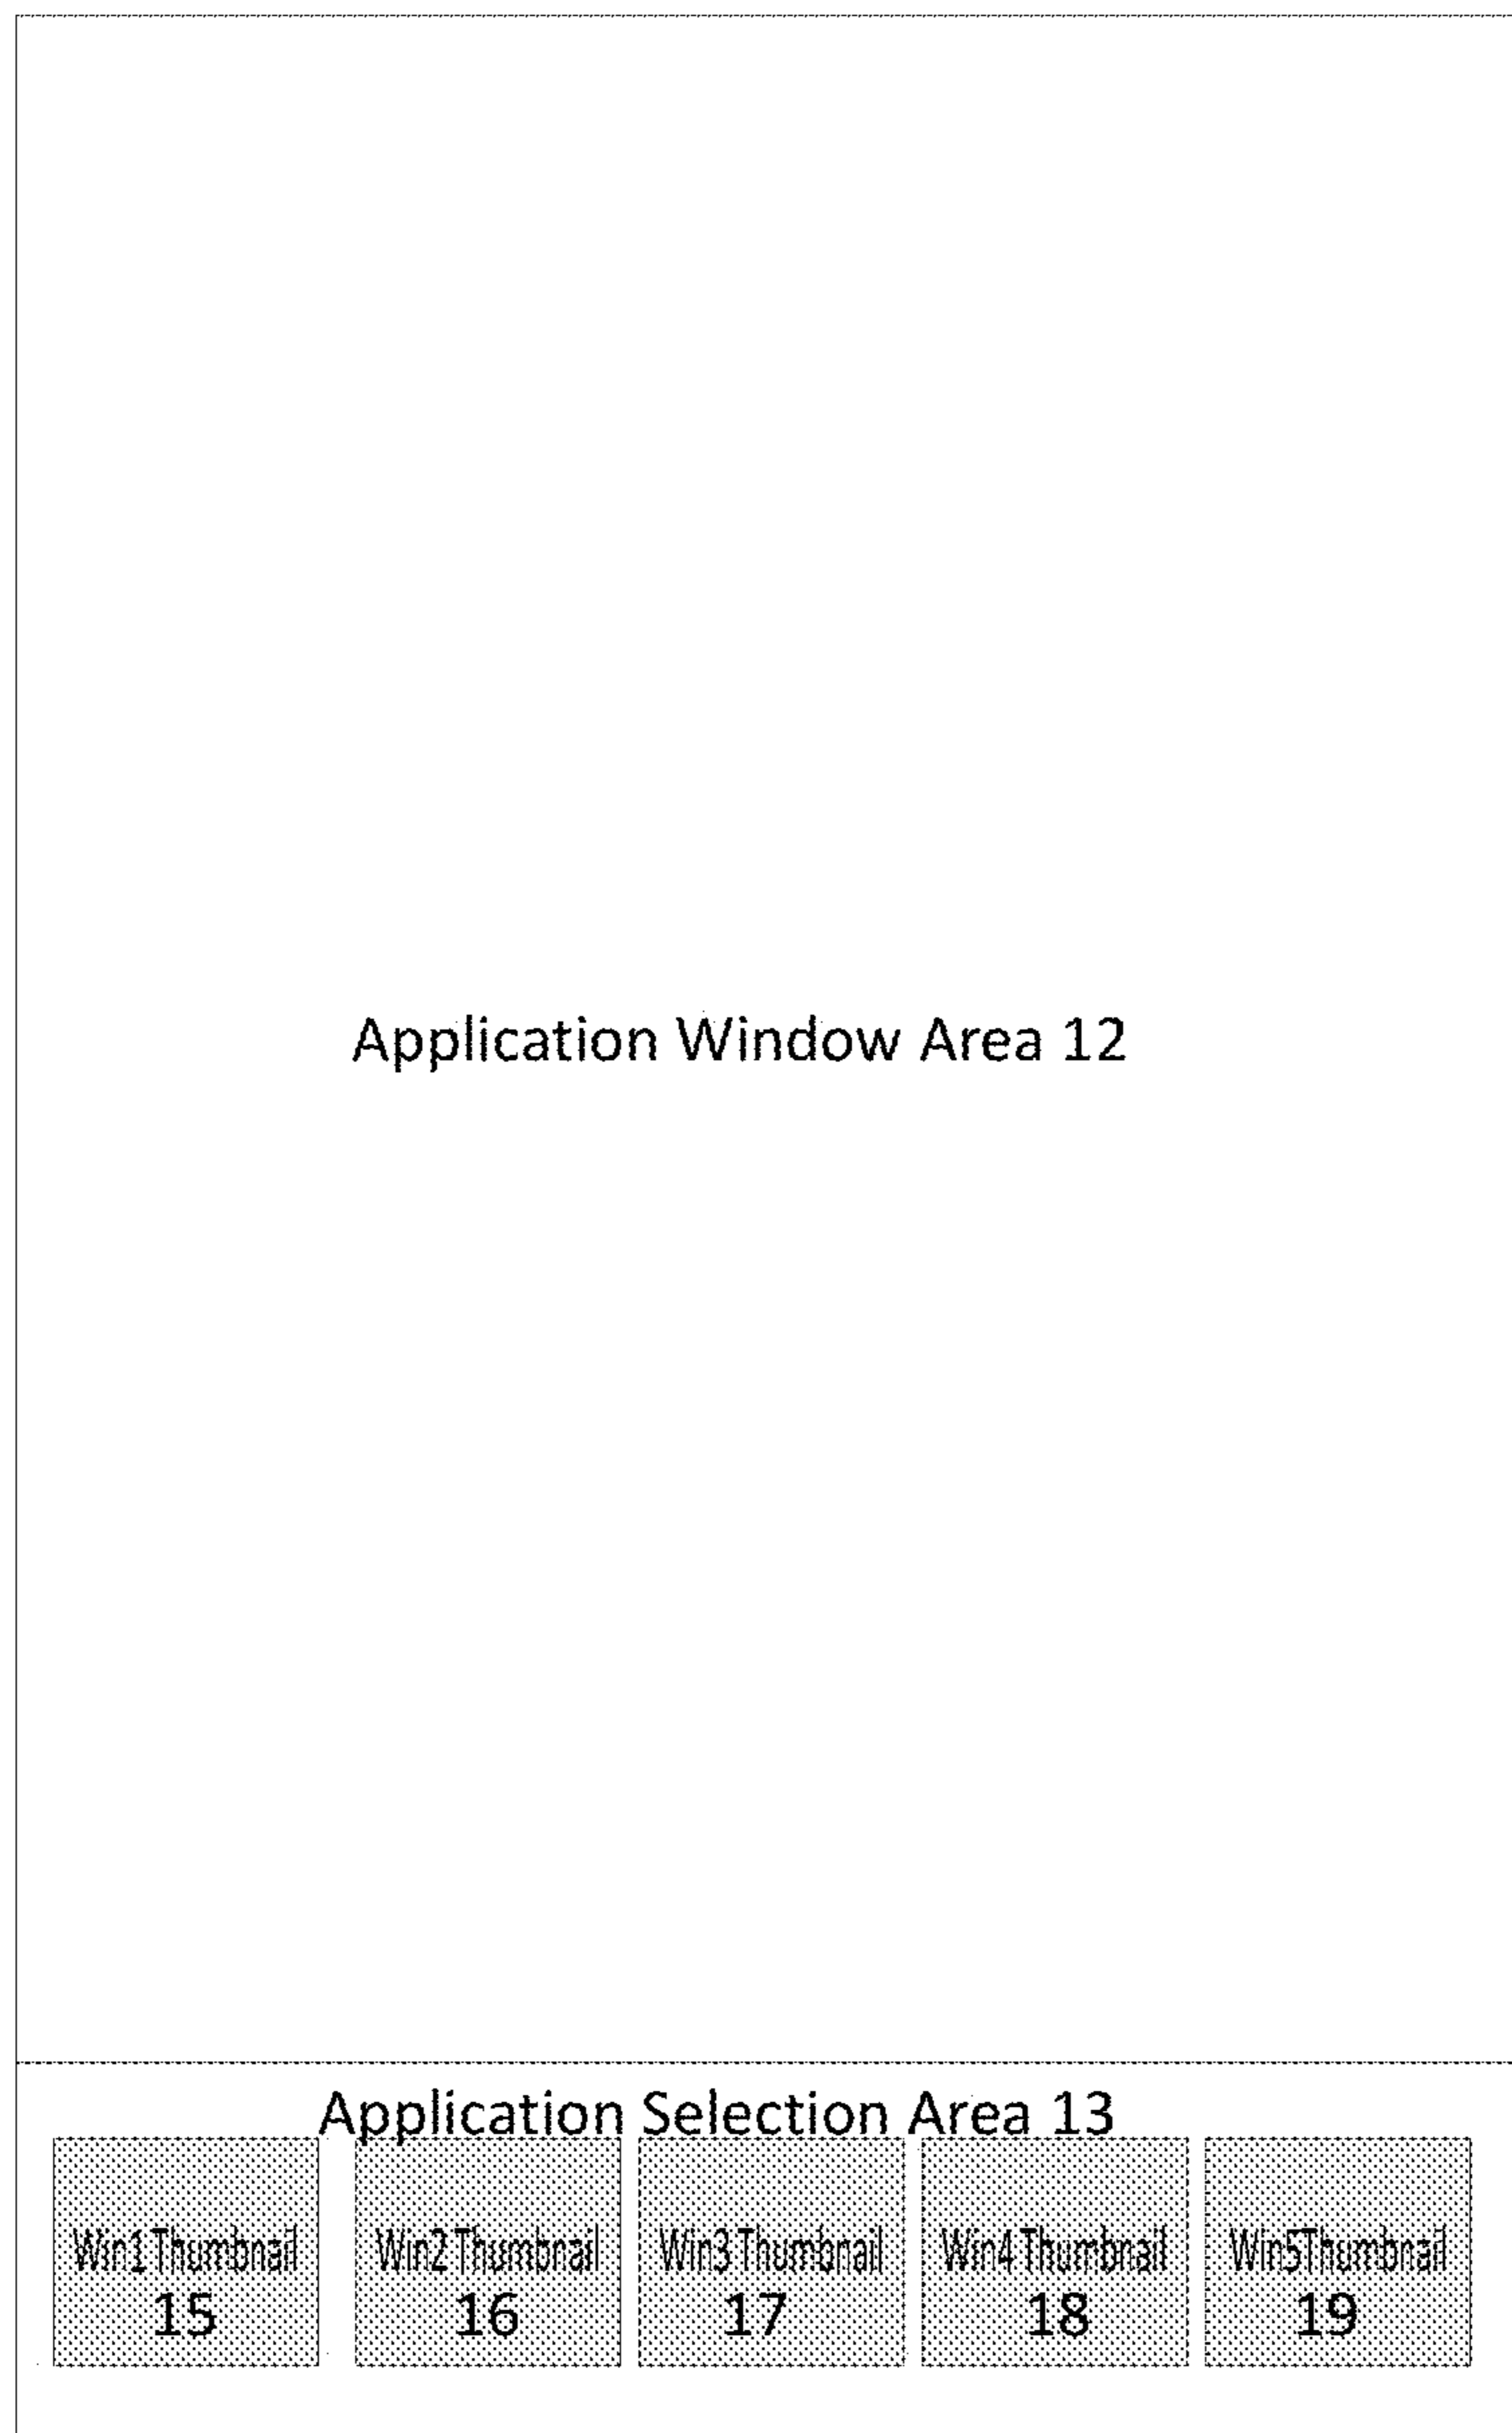 Application Window Area 12
Application Selection Area 13
Win1 Thumbnail
15
Win2 Thumbnail
16
Win3 Thumbnail
17
Win4 Thumbnail
18
Win5Thumbnail
19